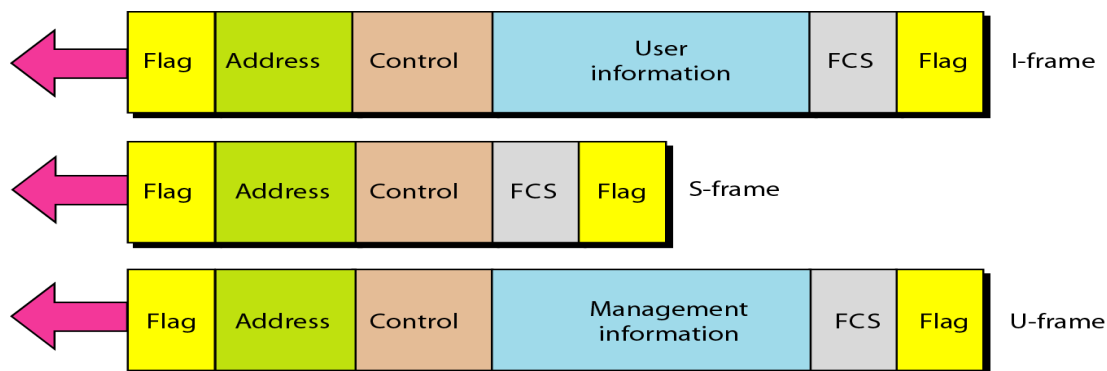 Flag Address Control User information FCS Flag I-frame
Flag Address Control FCS Flag S-frame
Flag Address Control Management information FCS Flag U-frame